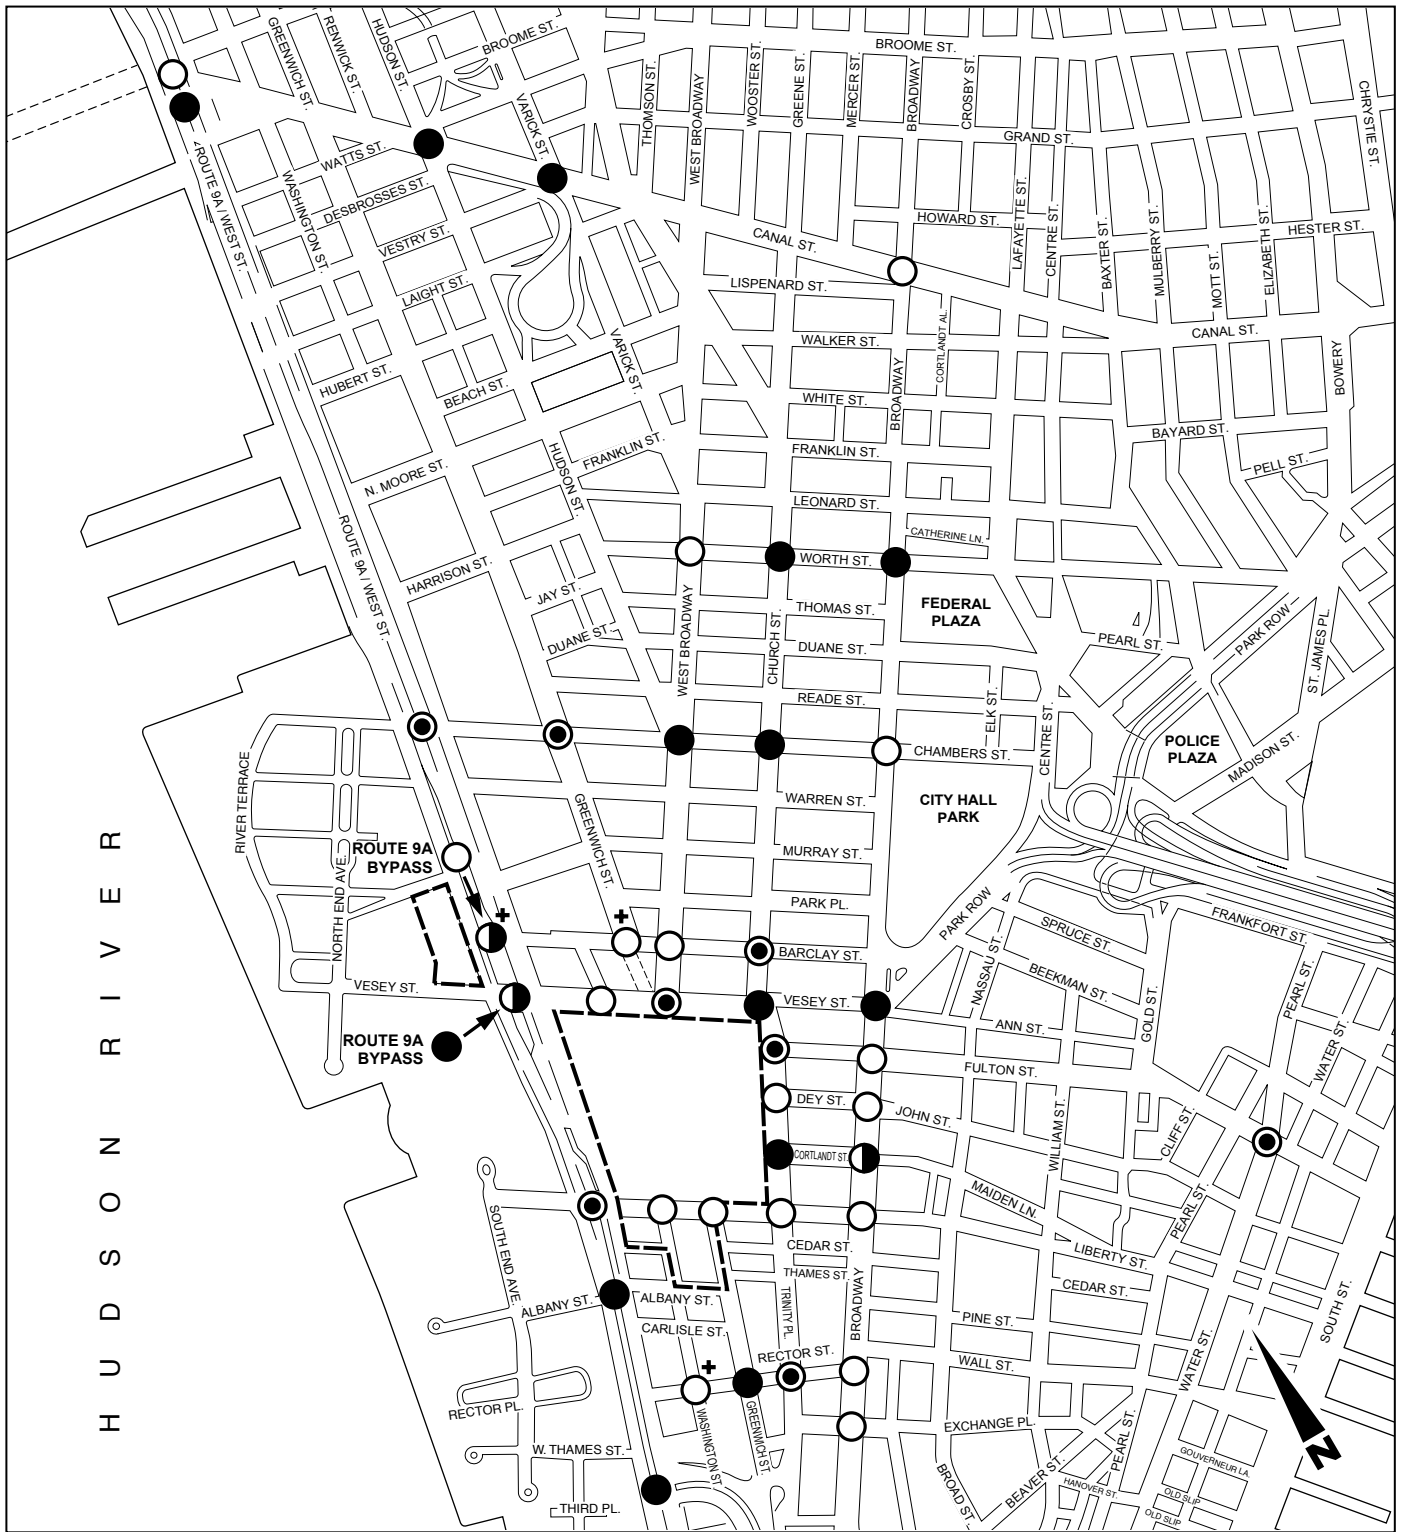 GREENWICH ST.
RENWICK ST.
HUDSON ST.
BROOME ST.
VARICK ST.
THOMSON ST.
WEST BROADWAY
WOOSTER ST.
GREENE ST.
MERCER ST.
BROOME ST.
BROADWAY
CROSBY ST.
CHRYSTIE ST.
GRAND ST.
WATTS ST.
ROUTE 9A / WEST ST.
WASHINGTON ST.
DESBROSSES ST.
VESTRY ST.
LAIGHT ST.
CANAL ST.
HOWARD ST.
LAFAYETTE ST.
CENTRE ST.
BAXTER ST.
MULBERRY ST.
MOTT ST.
ELIZABETH ST.
HESTER ST.
LISPENARD ST.
CORTLANDT AL.
CANAL ST.
WALKER ST.
VARICK ST.
HUBERT ST.
BEACH ST.
BROADWAY
BOWERY
WHITE ST.
BAYARD ST.
FRANKLIN ST.
FRANKLIN ST.
HUDSON ST.
N. MOORE ST.
PELL ST.
LEONARD ST.
CATHERINE LN.
ROUTE 9A / WEST ST.
HARRISON ST.
WORTH ST.
JAY ST.
THOMAS ST.
FEDERAL
PLAZA
DUANE ST.
WEST BROADWAY
CHURCH ST.
DUANE ST.
PEARL ST.
PARK ROW
ST. JAMES PL.
READE ST.
ELK ST.
CENTRE ST.
CHAMBERS ST.
POLICE
PLAZA
MADISON ST.
RIVER TERRACE
GREENWICH ST.
WARREN ST.
CITY HALL
PARK
ROUTE 9A
BYPASS
MURRAY ST.
NORTH END AVE.
PARK PL.
PARK ROW
SPRUCE ST.
FRANKFORT ST.
BARCLAY ST.
NASSAU ST.
BEEKMAN ST.
PEARL ST.
VESEY ST.
VESEY ST.
GOLD ST.
ANN ST.
WATER ST.
ROUTE 9A
BYPASS
FULTON ST.
DEY ST.
JOHN ST.
WILLIAM ST.
CLIFF ST.
CORTLANDT ST.
MAIDEN LN.
PEARL ST.
HUDSON RIVER
SOUTH END AVE.
CEDAR ST.
LIBERTY ST.
THAMES ST.
CEDAR ST.
SOUTH ST.
ALBANY ST.
ALBANY ST.
TRINITY PL.
BROADWAY
PINE ST.
CARLISLE ST.
RECTOR ST.
WALL ST.
WATER ST.
RECTOR PL.
WASHINGTON ST
GREENWICH ST.
EXCHANGE PL.
PEARL ST.
W. THAMES ST.
N
GOUVERNEUR LA.
BROAD ST.
BEAVER ST.
HANOVER ST.
OLD SLIP
OLD SLIP
THIRD PL.